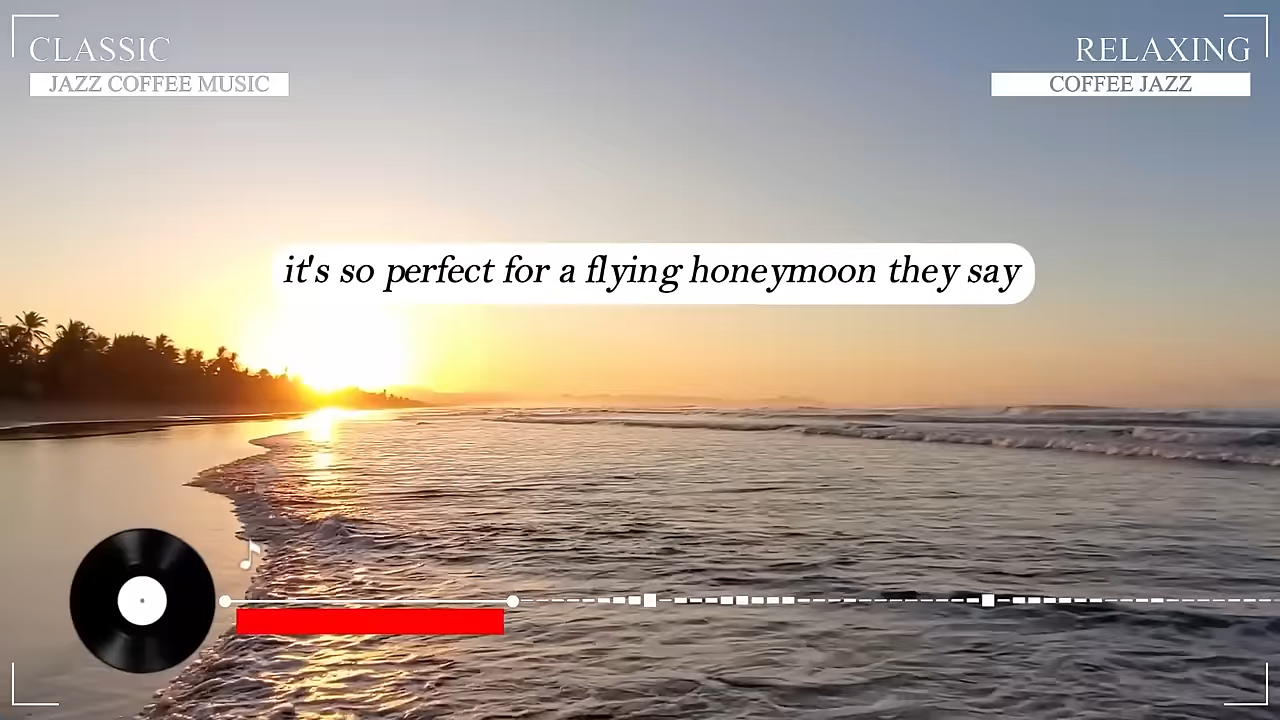 CLASSIC
JAZZ COFFEE MUSIC
RELAXING
COFFEE JAZZ
it's so perfect for a flying honeymoon they say